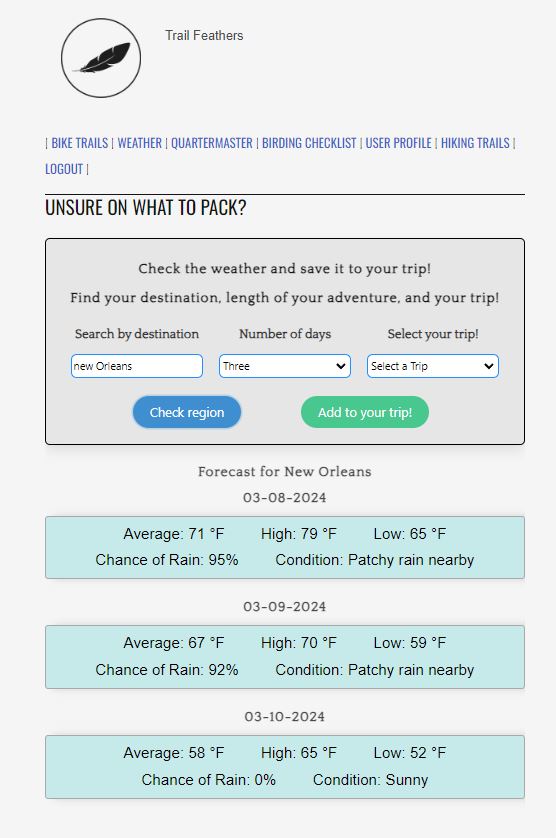 Trail Feathers
| BIKE TRAILS | WEATHER | QUARTERMASTER | BIRDING CHECKLIST | USER PROFILE | HIKING TRAILS |
LOGOUT |
UNSURE ON WHAT TO PACK?
Check the weather and save it to your trip!
Find your destination, length of your adventure, and your trip!
Search by destination Number of days Select your trip!
new Orleans Three Select a Trip
Check region Add to your trip!
Forecast for New Orleans
03-08-2024
Average: 71 °F High: 79 °F Low: 65 °F
Chance of Rain: 95% Condition: Patchy rain nearby
03-09-2024
Average: 67 °F High: 70 °F Low: 59 °F
Chance of Rain: 92% Condition: Patchy rain nearby
03-10-2024
Average: 58 °F High: 65 °F Low: 52 °F
Chance of Rain: 0% Condition: Sunny